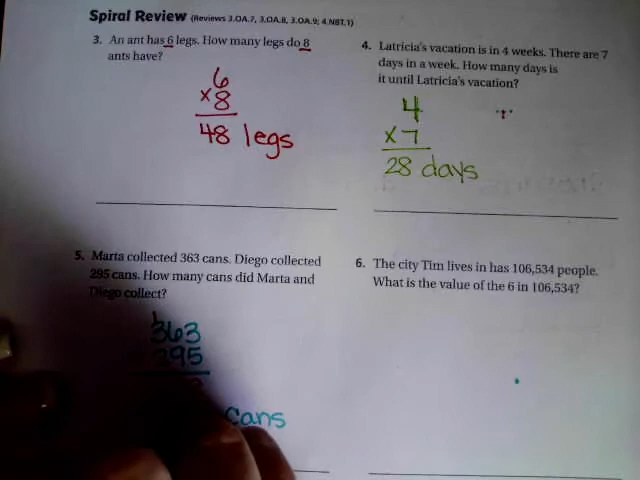 Spiral Review (Reviews 3.OA.7, 3.OA.8, 3.OA.9; 4.NBT.1)
3. An ant has 6 legs. How many legs do 8
ants have?
6
×8
48 legs
4. Latricia's vacation is in 4 weeks. There are 7
days in a week. How many days is
it until Latricia's vacation?
4
×7
28 days
5. Marta collected 363 cans. Diego collected
295 cans. How many cans did Marta and
Diego collect?
363
295
cans
6. The city Tim lives in has 106,534 people.
What is the value of the 6 in 106,534?